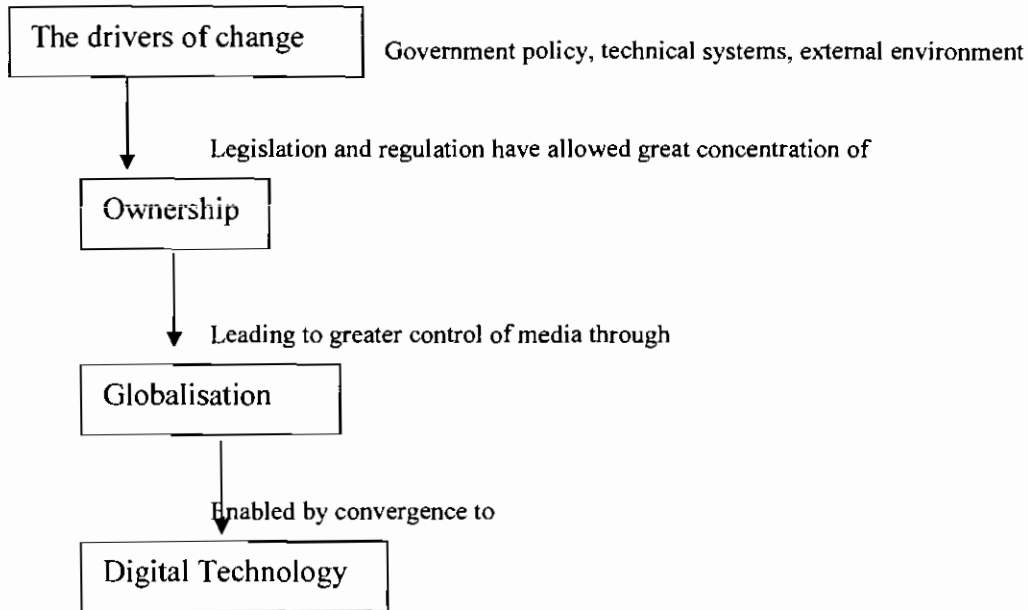 The drivers of change
Government policy, technical systems, external environment
Legislation and regulation have allowed great concentration of
Ownership
Leading to greater control of media through
Globalisation
Enabled by convergence to
Digital Technology